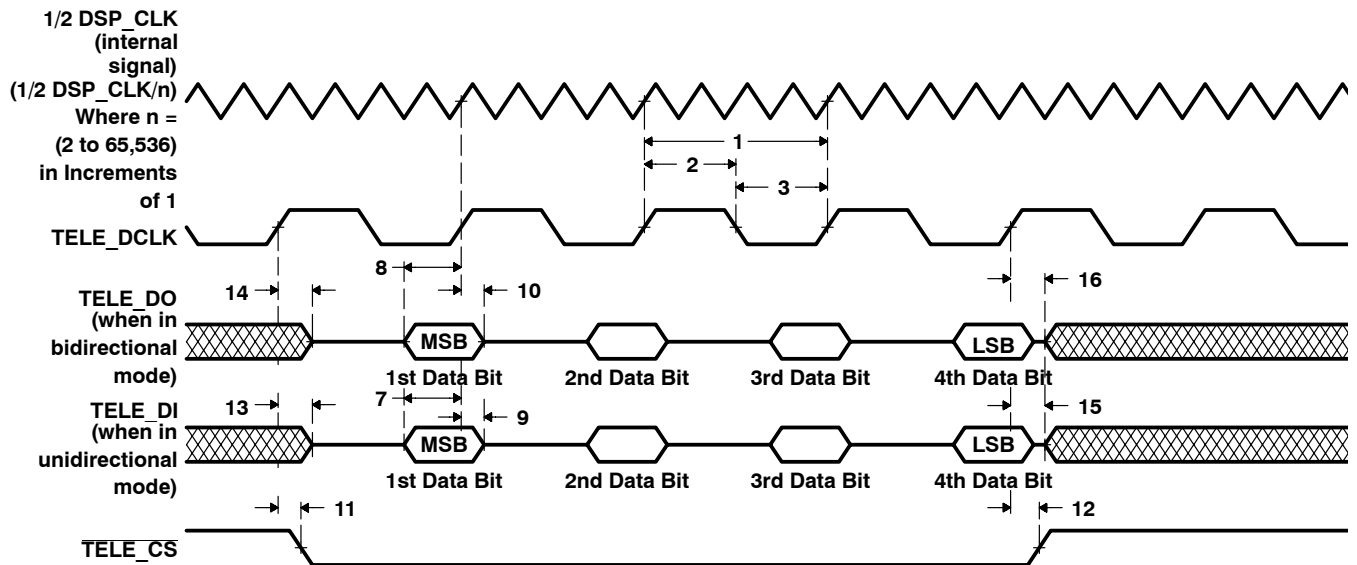 1/2 DSP_CLK
(internal
signal)
(1/2 DSP_CLK/n)
Where n =
(2 to 65,536)
in Increments
of 1
1
2
3
TELE_DCLK
8
14
10
16
TELE_DO
(when in
bidirectional
mode)
MSB
LSB
1st Data Bit
2nd Data Bit
3rd Data Bit
4th Data Bit
7
13
9
15
TELE_DI
(when in
unidirectional
mode)
MSB
LSB
1st Data Bit
2nd Data Bit
3rd Data Bit
4th Data Bit
11
12
TELE_CS